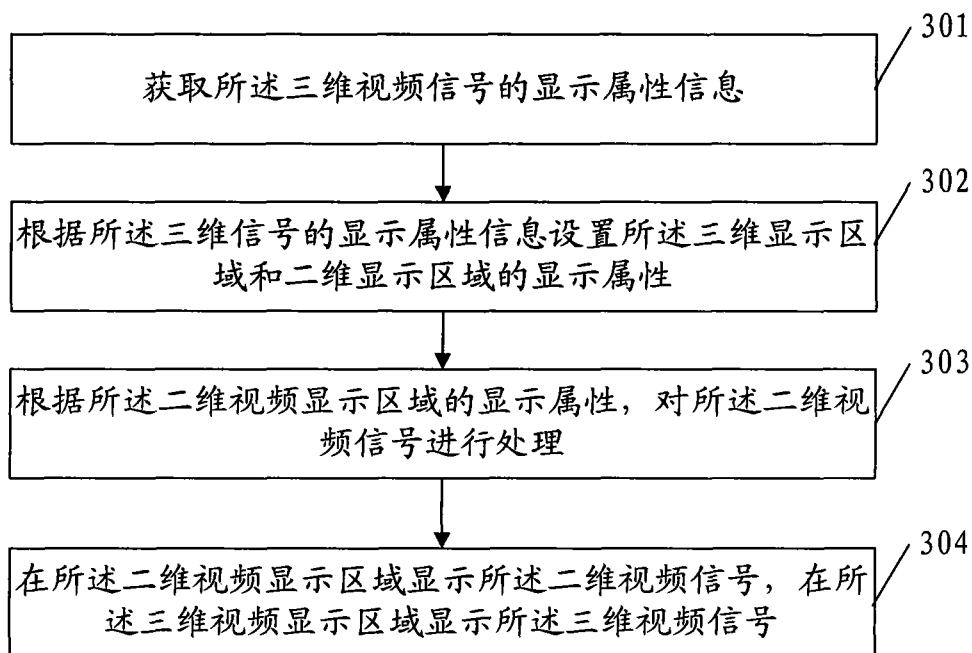 301
获取所述三维视频信号的显示属性信息
302
根据所述三维信号的显示属性信息设置所述三维显示区
域和二维显示区域的显示属性
303
根据所述二维视频显示区域的显示属性，对所述二维视
频信号进行处理
304
在所述二维视频显示区域显示所述二维视频信号，在所
述三维视频显示区域显示所述三维视频信号